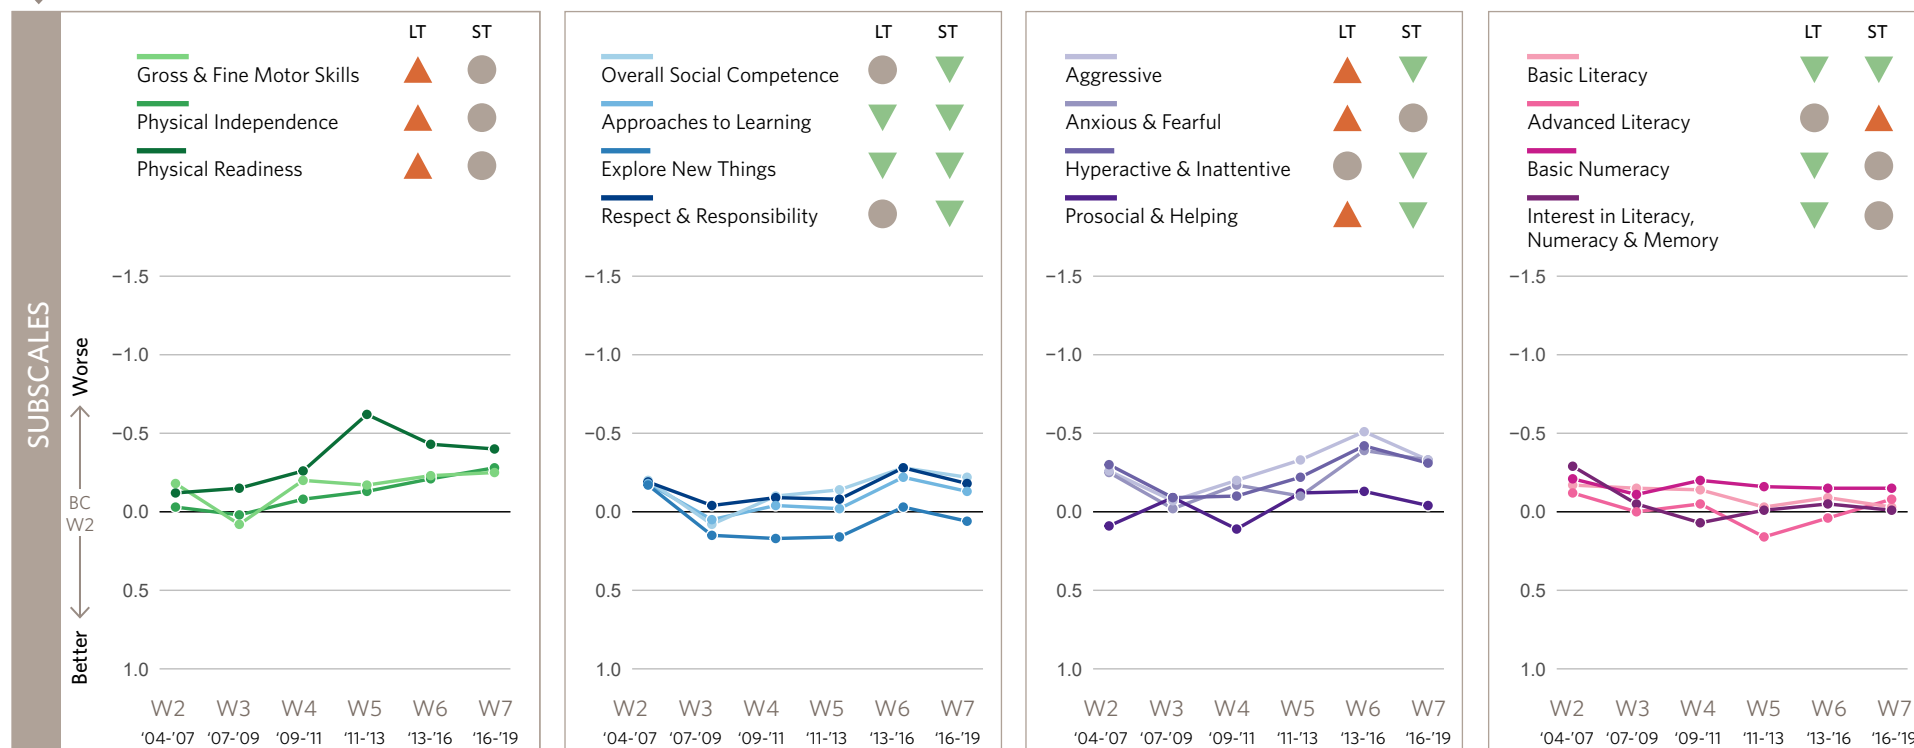 SUBSCALES
Worse
BC
W2
Better
LT ST
Gross & Fine Motor Skills
Physical Independence
Physical Readiness
−1.5
−1.0
−0.5
0.0
0.5
1.0
W2 W3 W4 W5 W6 W7
‘04-’07 ‘07-’09 ‘09-’11 ‘11-’13 ‘13-’16 ‘16-’19
LT ST
Overall Social Competence
Approaches to Learning
Explore New Things
Respect & Responsibility
−1.5
−1.0
−0.5
0.0
0.5
1.0
W2 W3 W4 W5 W6 W7
‘04-’07 ‘07-’09 ‘09-’11 ‘11-’13 ‘13-’16 ‘16-’19
LT ST
Aggressive
Anxious & Fearful
Hyperactive & Inattentive
Prosocial & Helping
−1.5
−1.0
−0.5
0.0
0.5
1.0
W2 W3 W4 W5 W6 W7
‘04-’07 ‘07-’09 ‘09-’11 ‘11-’13 ‘13-’16 ‘16-’19
LT ST
Basic Literacy
Advanced Literacy
Basic Numeracy
Interest in Literacy,
Numeracy & Memory
−1.5
−1.0
−0.5
0.0
0.5
1.0
W2 W3 W4 W5 W6 W7
‘04-’07 ‘07-’09 ‘09-’11 ‘11-’13 ‘13-’16 ‘16-’19